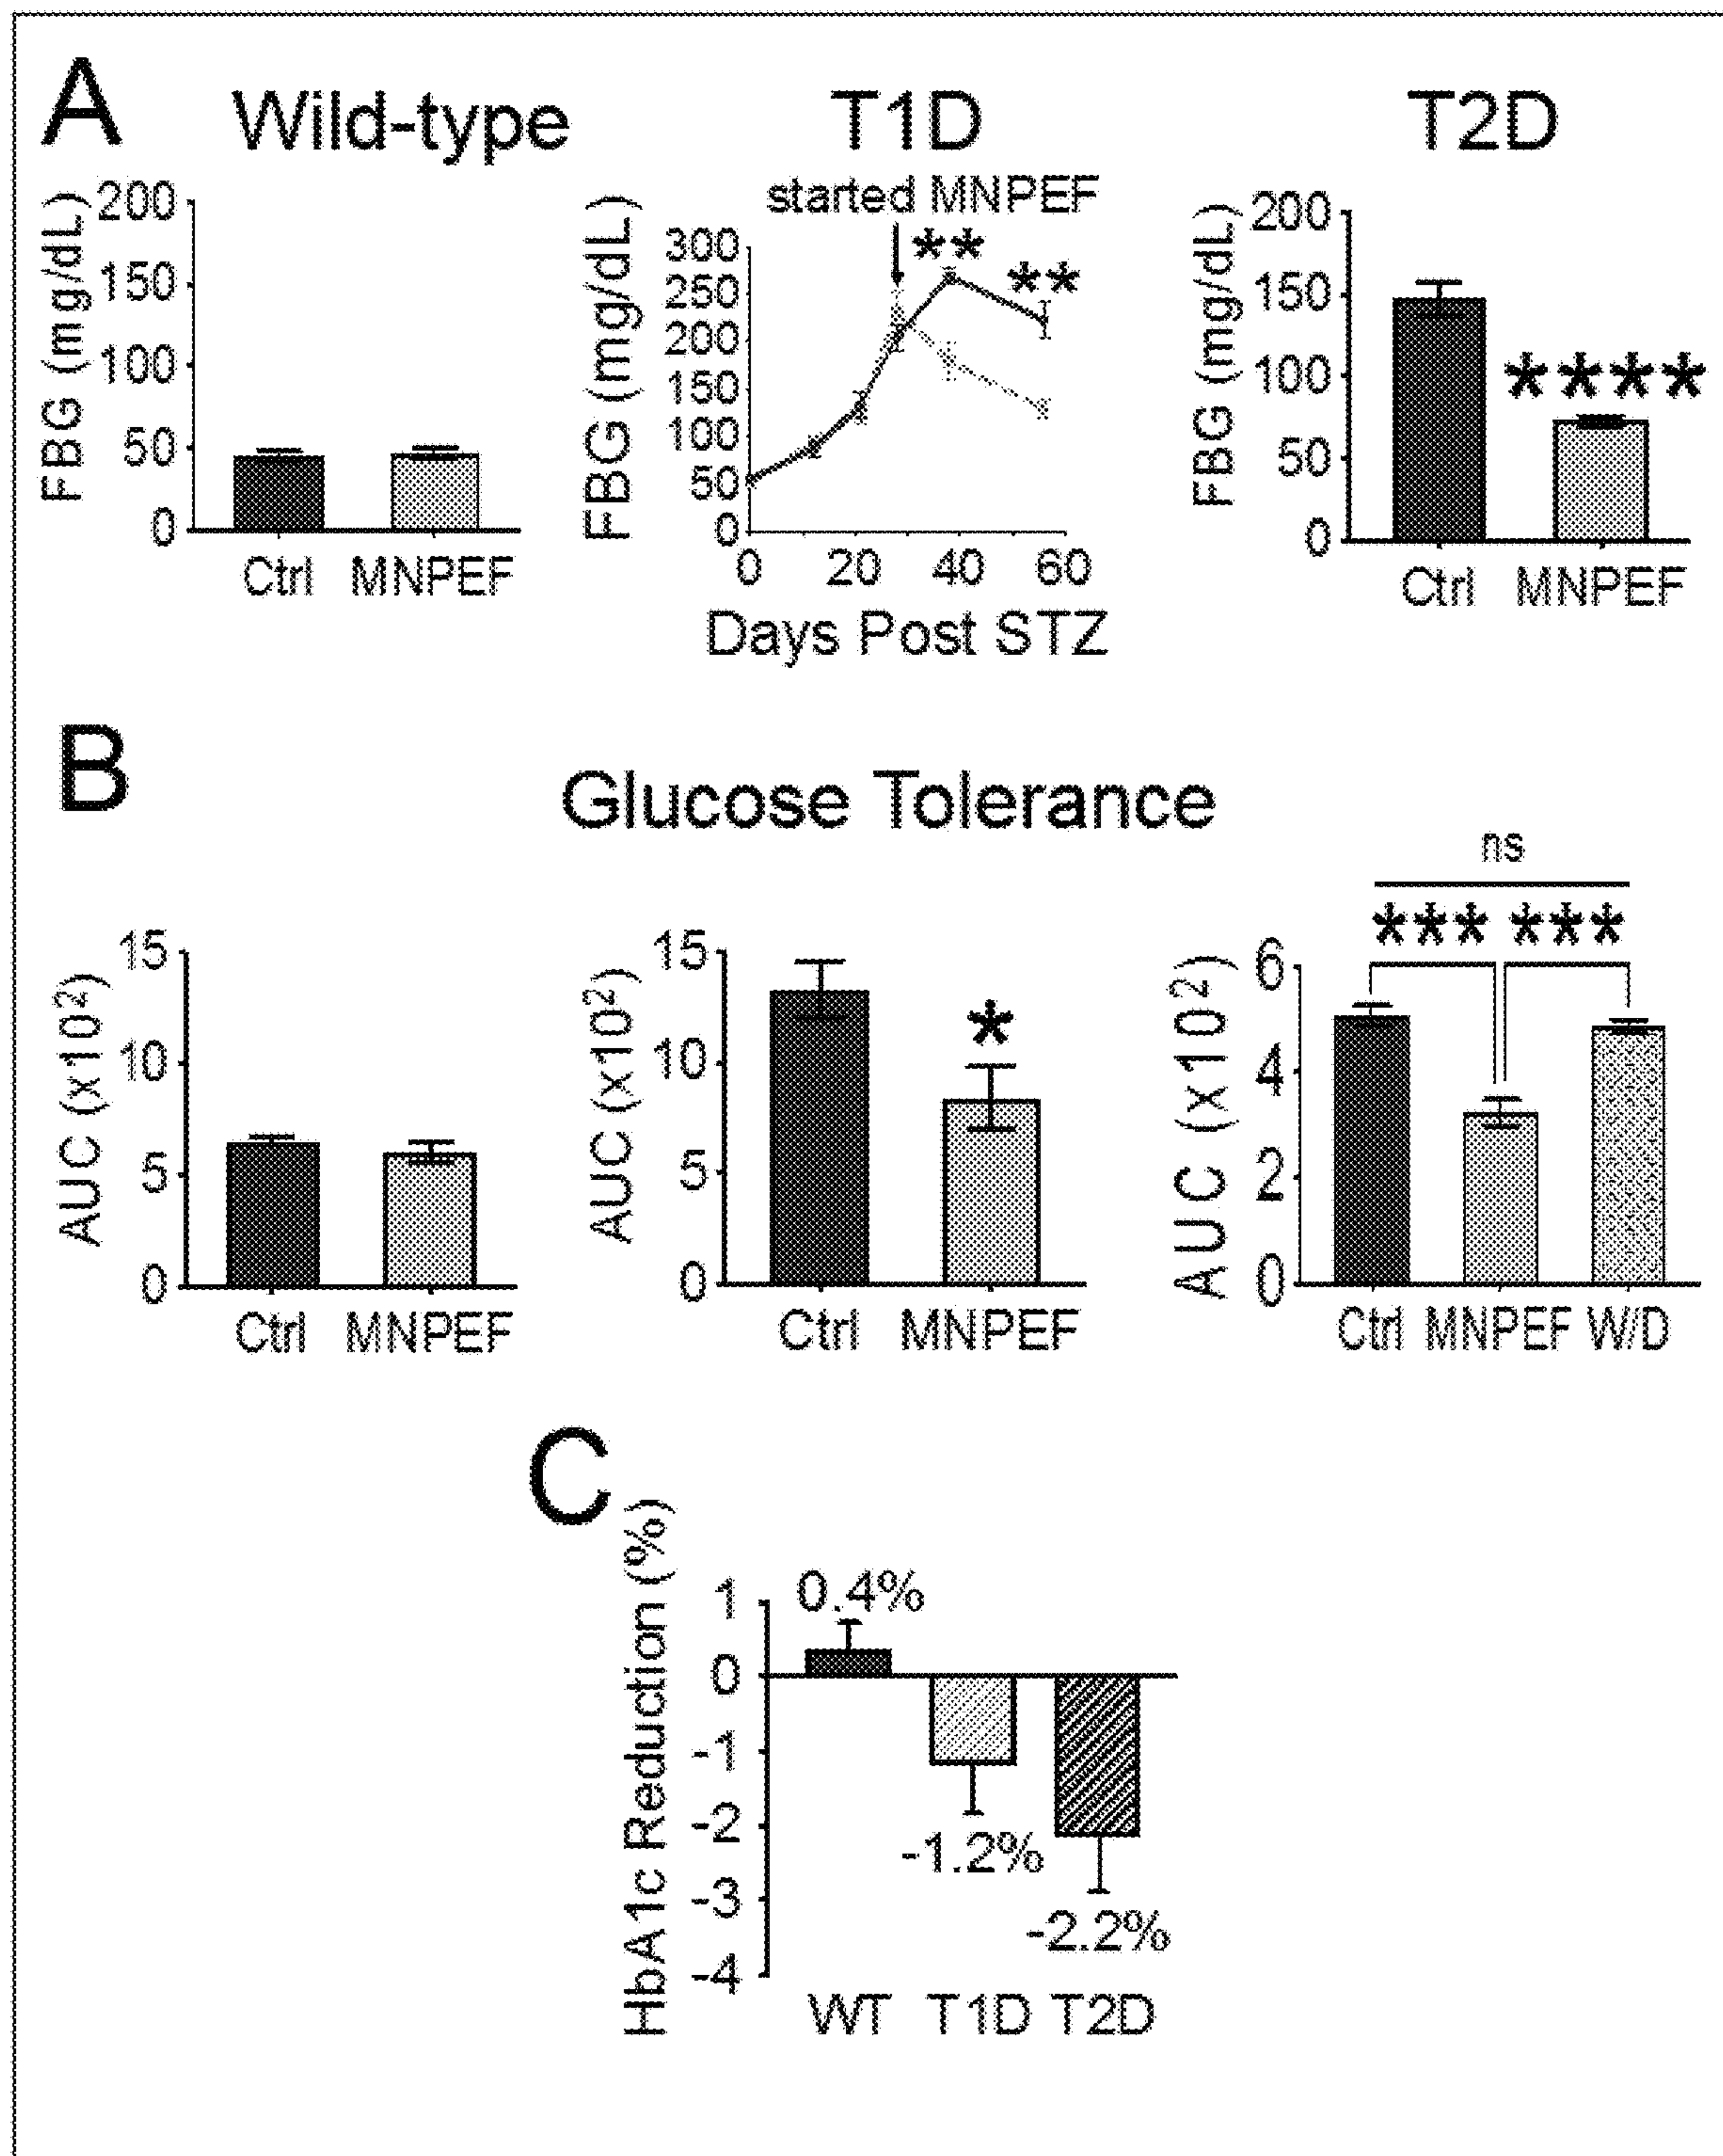 A
Wild-type
T1D
T2D
FBG (mg/dL)
200
150
100
50
0
Ctrl MNPEF
started MNPEF
FBG (mg/dL)
300
250
200
150
100
50
0
**
**
0 20 40 60
Days Post STZ
FBG (mg/dL)
200
150
100
50
0
****
Ctrl MNPEF
B
Glucose Tolerance
AUC (x10²)
15
10
5
0
Ctrl MNPEF
AUC (x10²)
15
10
5
0
*
Ctrl MNPEF
ns
*** ***
AUC (x10²)
6
4
2
0
Ctrl MNPEF W/D
C
HbA1c Reduction (%)
1
0
-1
-2
-3
-4
0.4%
-1.2%
-2.2%
WT T1D T2D